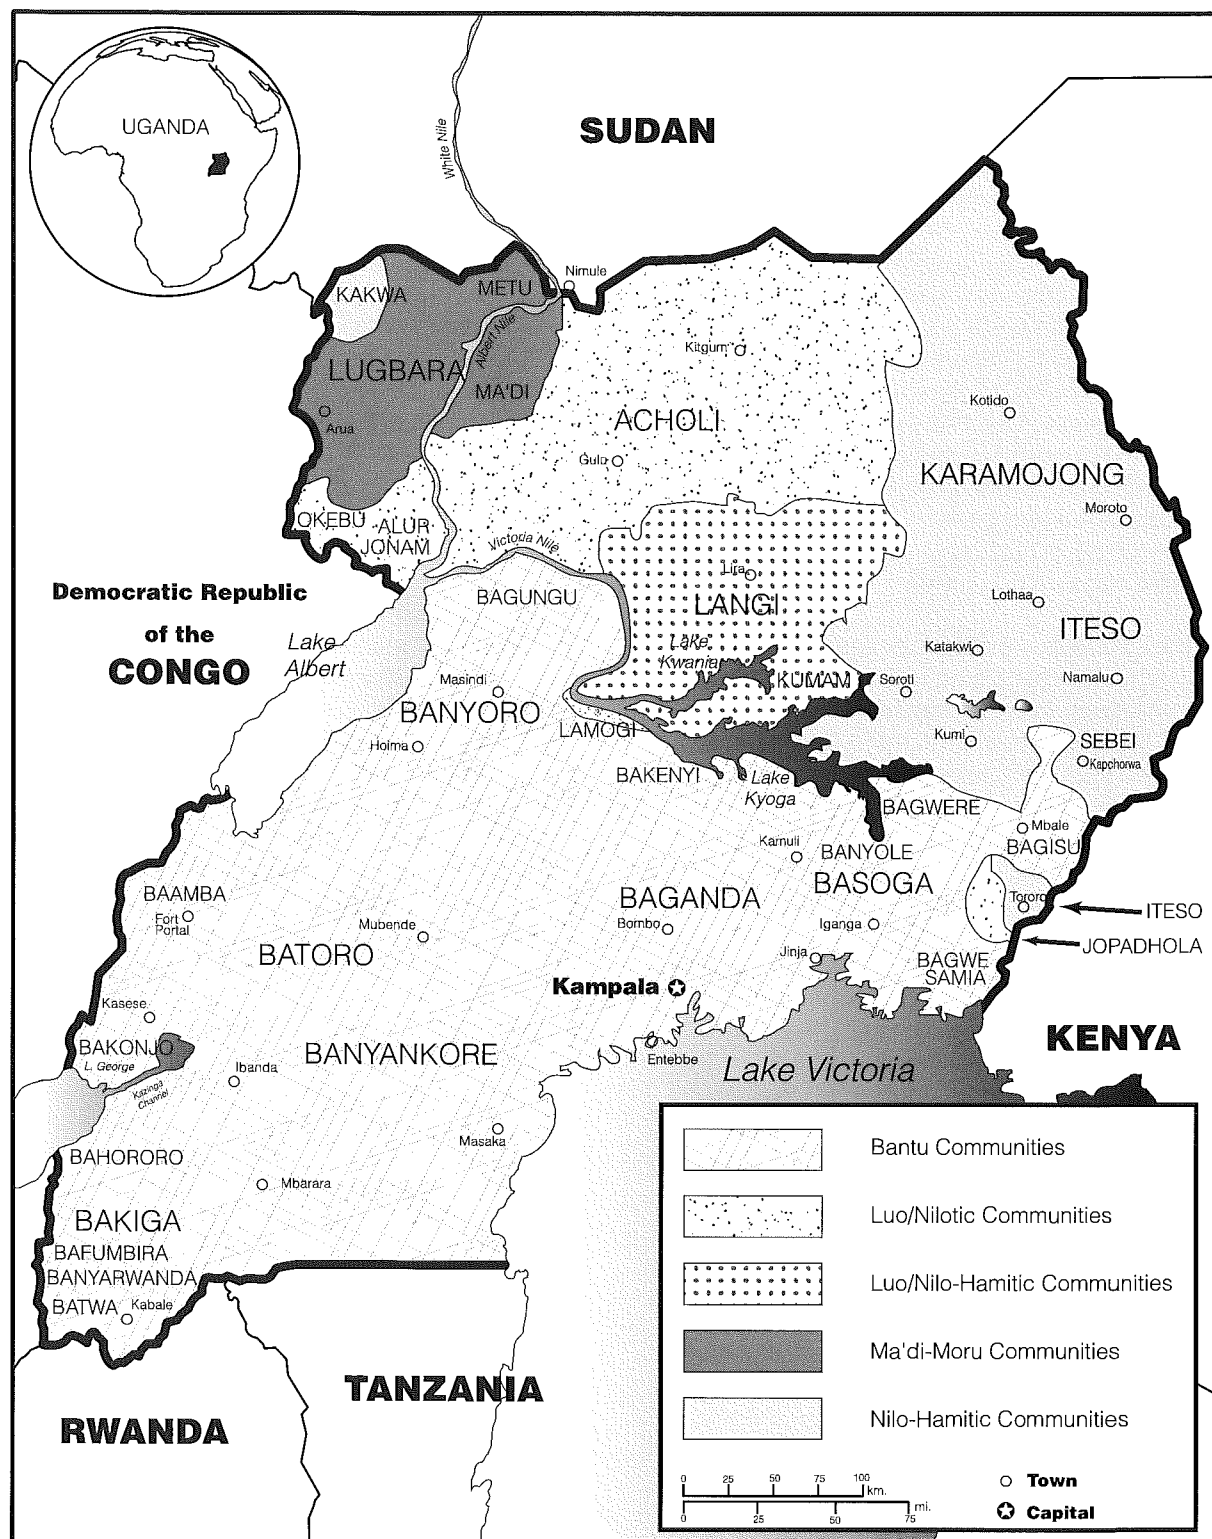 UGANDA
SUDAN
White Nile
Nimule
KAKWA
METU
Albert Nile
LUGBARA
MA'DI
Arua
Kitgum
ACHOLI
Gulu
Kotido
KARAMOJONG
Moroto
OKEBU
ALUR
JONAM
Victoria Nile
Democratic Republic
of the
CONGO
Lake
Albert
BAGUNGU
Lira
LANGI
Lake
Kwania
KUMAM
Lothaa
ITESO
Katakwi
Soroti
Namalu
Masindi
BANYORO
Hoima
LAMOGI
BAKENYI
Lake
Kyoga
Kumi
SEBEI
Kapchorwa
BAGWERE
Mbale
BAGISU
Kamuli
BANYOLE
BASOGA
BAGANDA
Bombo
Iganga
Tororo
ITESO
JOPADHOLA
BAAMBA
Fort
Portal
Mubende
BATORO
Jinja
BAGWE
SAMIA
Kampala
Kasese
BAKONJO
L. George
Kazinga
Channel
Ibanda
BANYANKORE
Entebbe
Lake Victoria
KENYA
Masaka
BAHORORO
Mbarara
BAKIGA
BAFUMBIRA
BANYARWANDA
BATWA
Kabale
TANZANIA
RWANDA
Bantu Communities
Luo/Nilotic Communities
Luo/Nilo-Hamitic Communities
Ma'di-Moru Communities
Nilo-Hamitic Communities
0 25 50 75 100
km.
mi.
0 25 50 75
Town
Capital